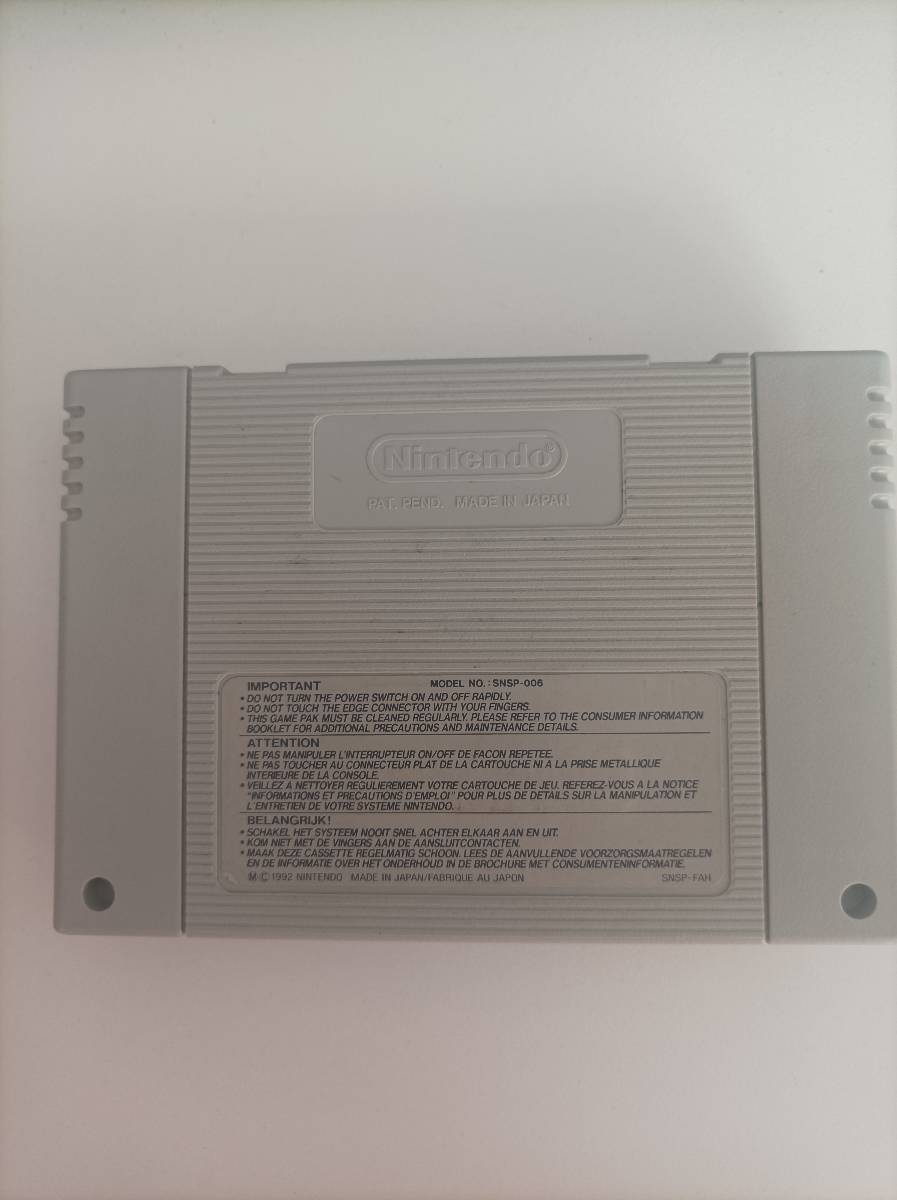 Nintendo®
PAT. PEND. MADE IN JAPAN
IMPORTANT MODEL NO.: SNSP-006
• DO NOT TURN THE POWER SWITCH ON AND OFF RAPIDLY.
• DO NOT TOUCH THE EDGE CONNECTOR WITH YOUR FINGERS.
• THIS GAME PAK MUST BE CLEANED REGULARLY. PLEASE REFER TO THE CONSUMER INFORMATION
BOOKLET FOR ADDITIONAL PRECAUTIONS AND MAINTENANCE DETAILS.
ATTENTION
• NE PAS MANIPULER L'INTERRUPTEUR ON/OFF DE FACON REPETEE.
• NE PAS TOUCHER AU CONNECTEUR PLAT DE LA CARTOUCHE NI A LA PRISE METALLIQUE
INTERIEURE DE LA CONSOLE.
• VEILLEZ A NETTOYER REGULIEREMENT VOTRE CARTOUCHE DE JEU. REFEREZ-VOUS A LA NOTICE
"INFORMATIONS ET PRECAUTIONS D'EMPLOI" POUR PLUS DE DETAILS SUR LA MANIPULATION ET
L'ENTRETIEN DE VOTRE SYSTEME NINTENDO.
BELANGRIJK!
• SCHAKEL HET SYSTEEM NOOIT SNEL ACHTER ELKAAR AAN EN UIT.
• KOM NIET MET DE VINGERS AAN DE AANSLUITCONTACTEN.
• MAAK DEZE CASSETTE REGELMATIG SCHOON. LEES DE AANVULLENDE VOORZORGSMAATREGELEN
EN DE INFORMATIE OVER HET ONDERHOUD IN DE BROCHURE MET CONSUMENTENINFORMATIE.
Ⓜ © 1992 NINTENDO MADE IN JAPAN/FABRIQUE AU JAPON SNSP-FAH